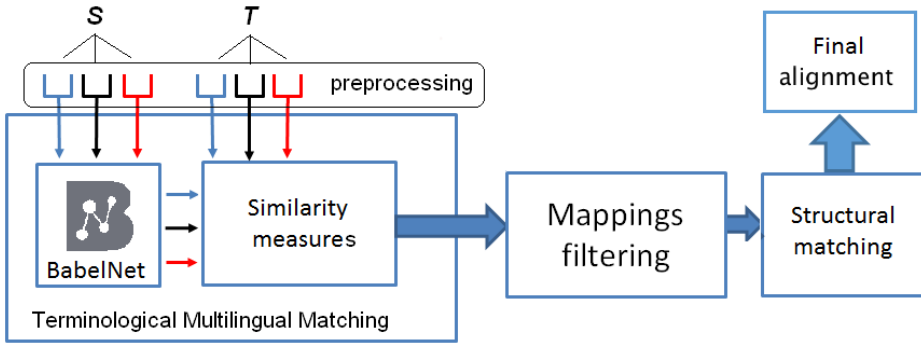 S
T
preprocessing
BabelNet
Similarity
measures
Terminological Multilingual Matching
Mappings
filtering
Structural
matching
Final
alignment